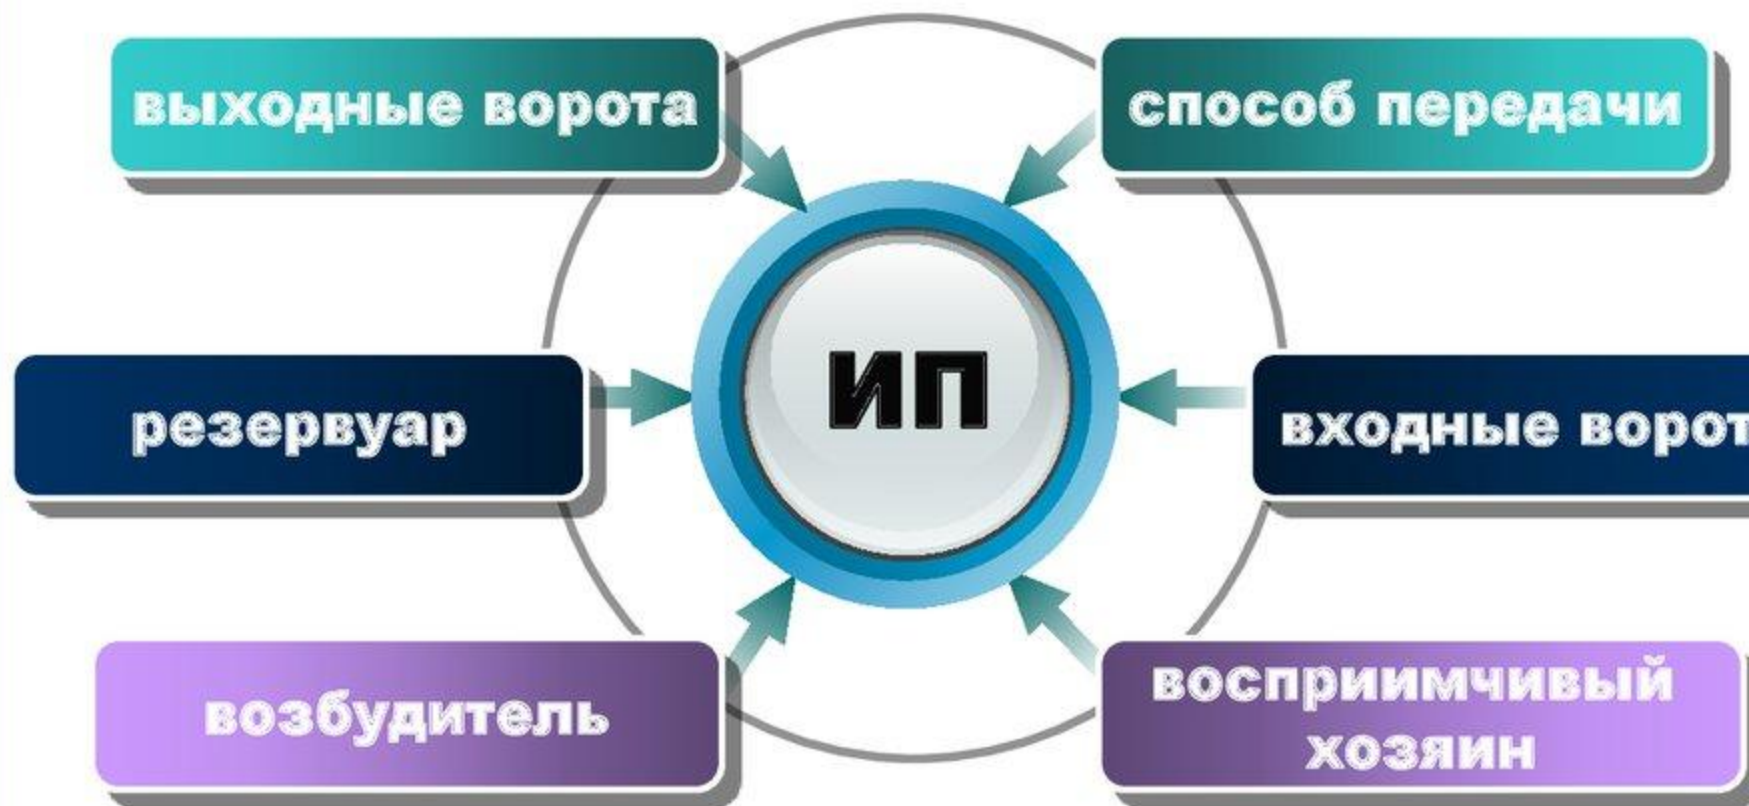 выходные ворота
способ передачи
ИП
резервуар
входные ворот
возбудитель
восприимчивый
хозяин